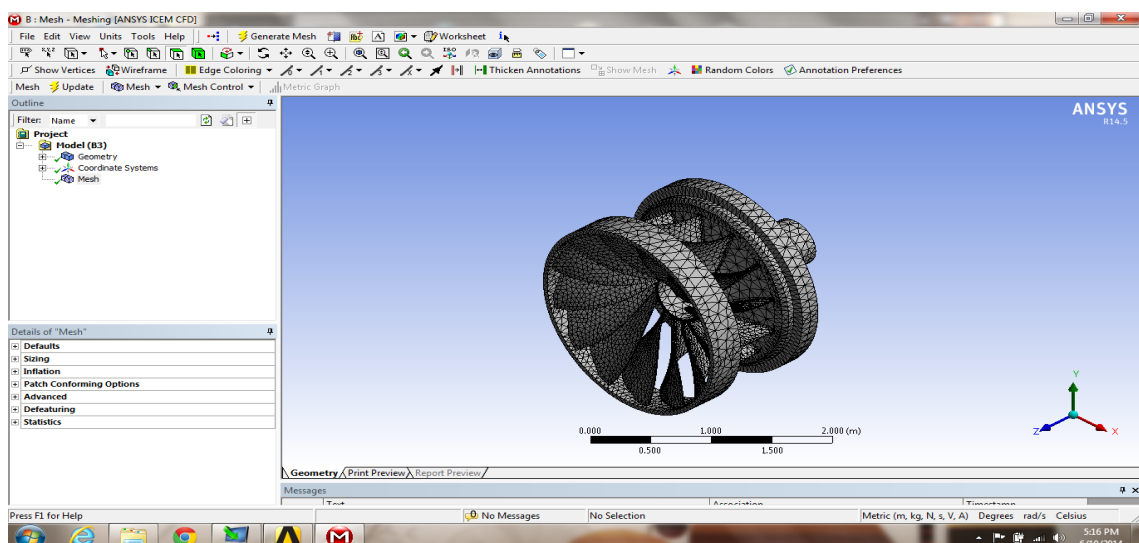 B : Mesh - Meshing [ANSYS ICEM CFD]
File Edit View Units Tools Help Generate Mesh A Worksheet
Show Vertices Wireframe Edge Coloring Thicken Annotations Show Mesh Random Colors Annotation Preferences
Mesh Update Mesh Mesh Control Metric Graph
Outline
Filter: Name
Project
Model (B3)
Geometry
Coordinate Systems
Mesh
Details of "Mesh"
Defaults
Sizing
Inflation
Patch Conforming Options
Advanced
Defeaturing
Statistics
ANSYS
R14.5
Y
Z
X
0.000 1.000 2.000 (m)
0.500 1.500
Geometry Print Preview Report Preview
Messages
Text Association Timestamp
Press F1 for Help No Messages No Selection Metric (m, kg, N, s, V, A) Degrees rad/s Celsius
5:16 PM